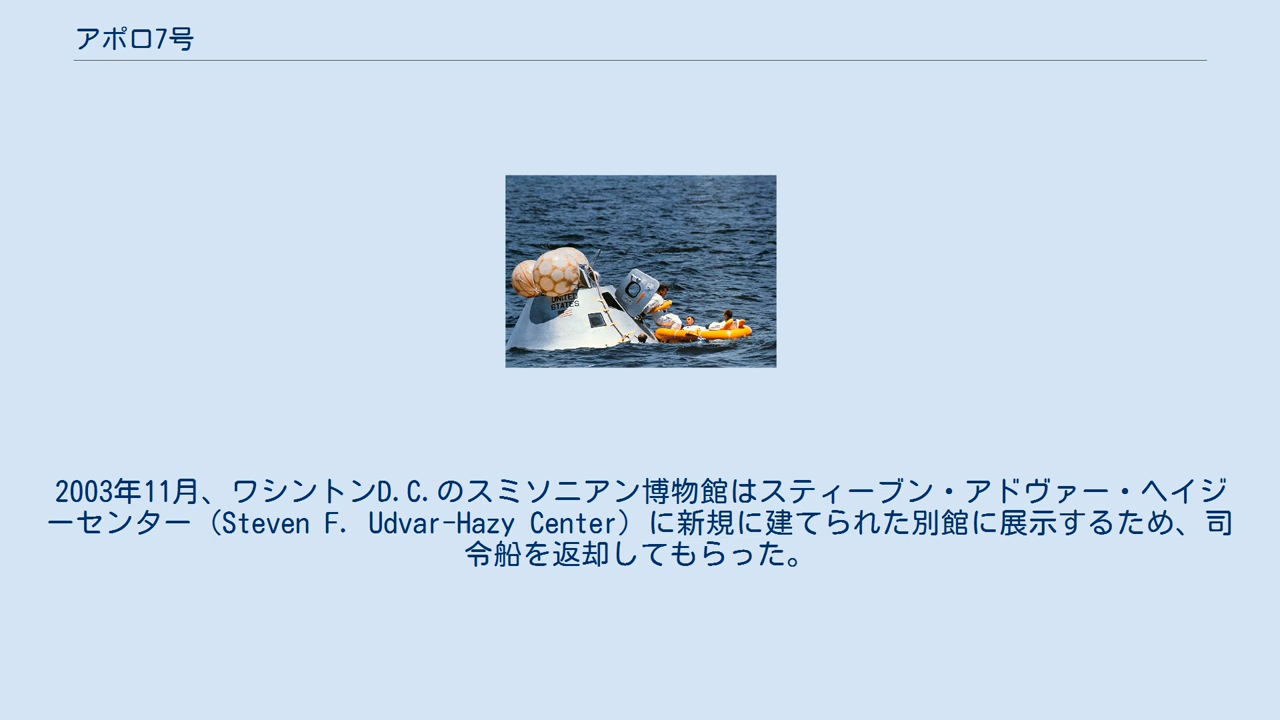 アポロ7号
UNITED
STATES
2003年11月、ワシントンD.C.のスミソニアン博物館はスティーブン・アドヴァー・ヘイジ
ーセンター（Steven F. Udvar-Hazy Center）に新規に建てられた別館に展示するため、司
令船を返却してもらった。